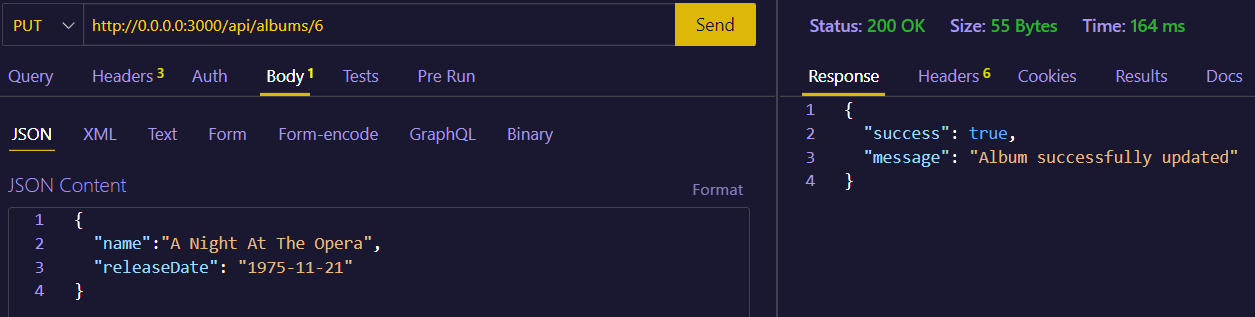 PUT http://0.0.0.0:3000/api/albums/6 Send
Query Headers 3 Auth Body 1 Tests Pre Run
JSON XML Text Form Form-encode GraphQL Binary
JSON Content Format
1 {
2 "name":"A Night At The Opera",
3 "releaseDate": "1975-11-21"
4 }
Status: 200 OK Size: 55 Bytes Time: 164 ms
Response Headers 6 Cookies Results Docs
1 {
2 "success": true,
3 "message": "Album successfully updated"
4 }